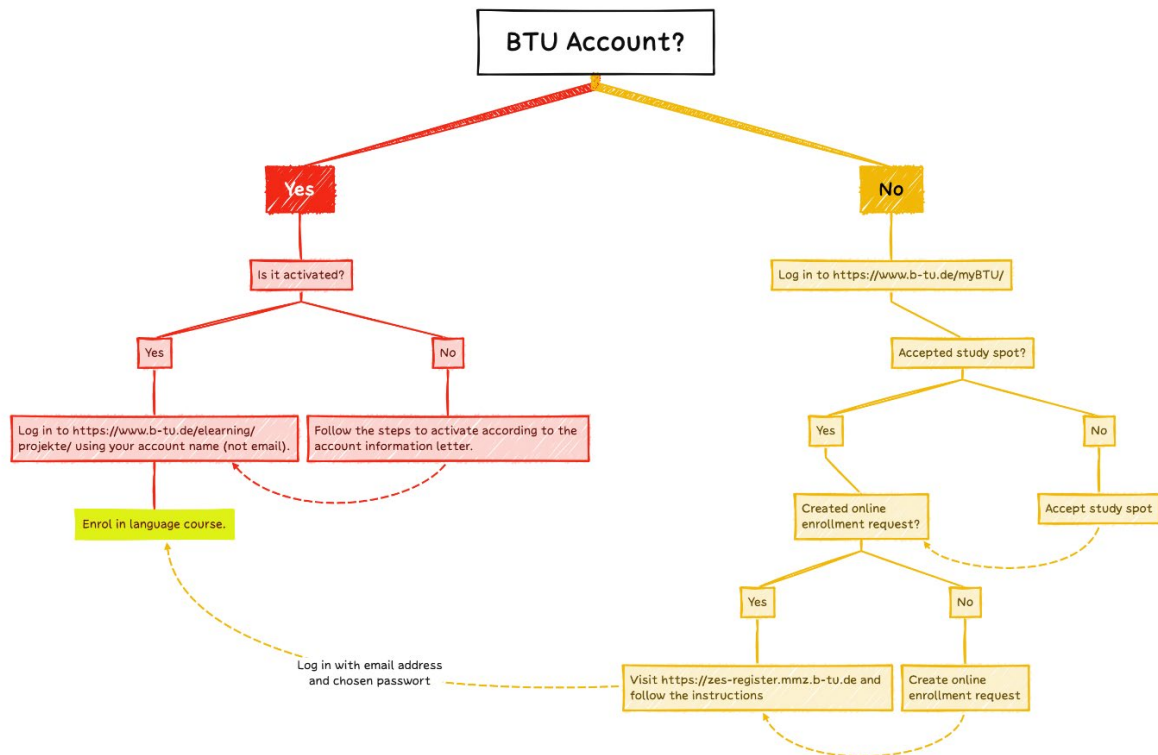 BTU Account?
Yes
No
Is it activated?
Log in to https://www.b-tu.de/myBTU/
Yes
No
Accepted study spot?
Log in to https://www.b-tu.de/elearning/
projekte/ using your account name (not email).
Follow the steps to activate according to the
account information letter.
Yes
No
Enrol in language course.
Created online
enrollment request?
Accept study spot
Yes
No
Log in with email address
and chosen passwort
Visit https://zes-register.mmz.b-tu.de and
follow the instructions
Create online
enrollment request